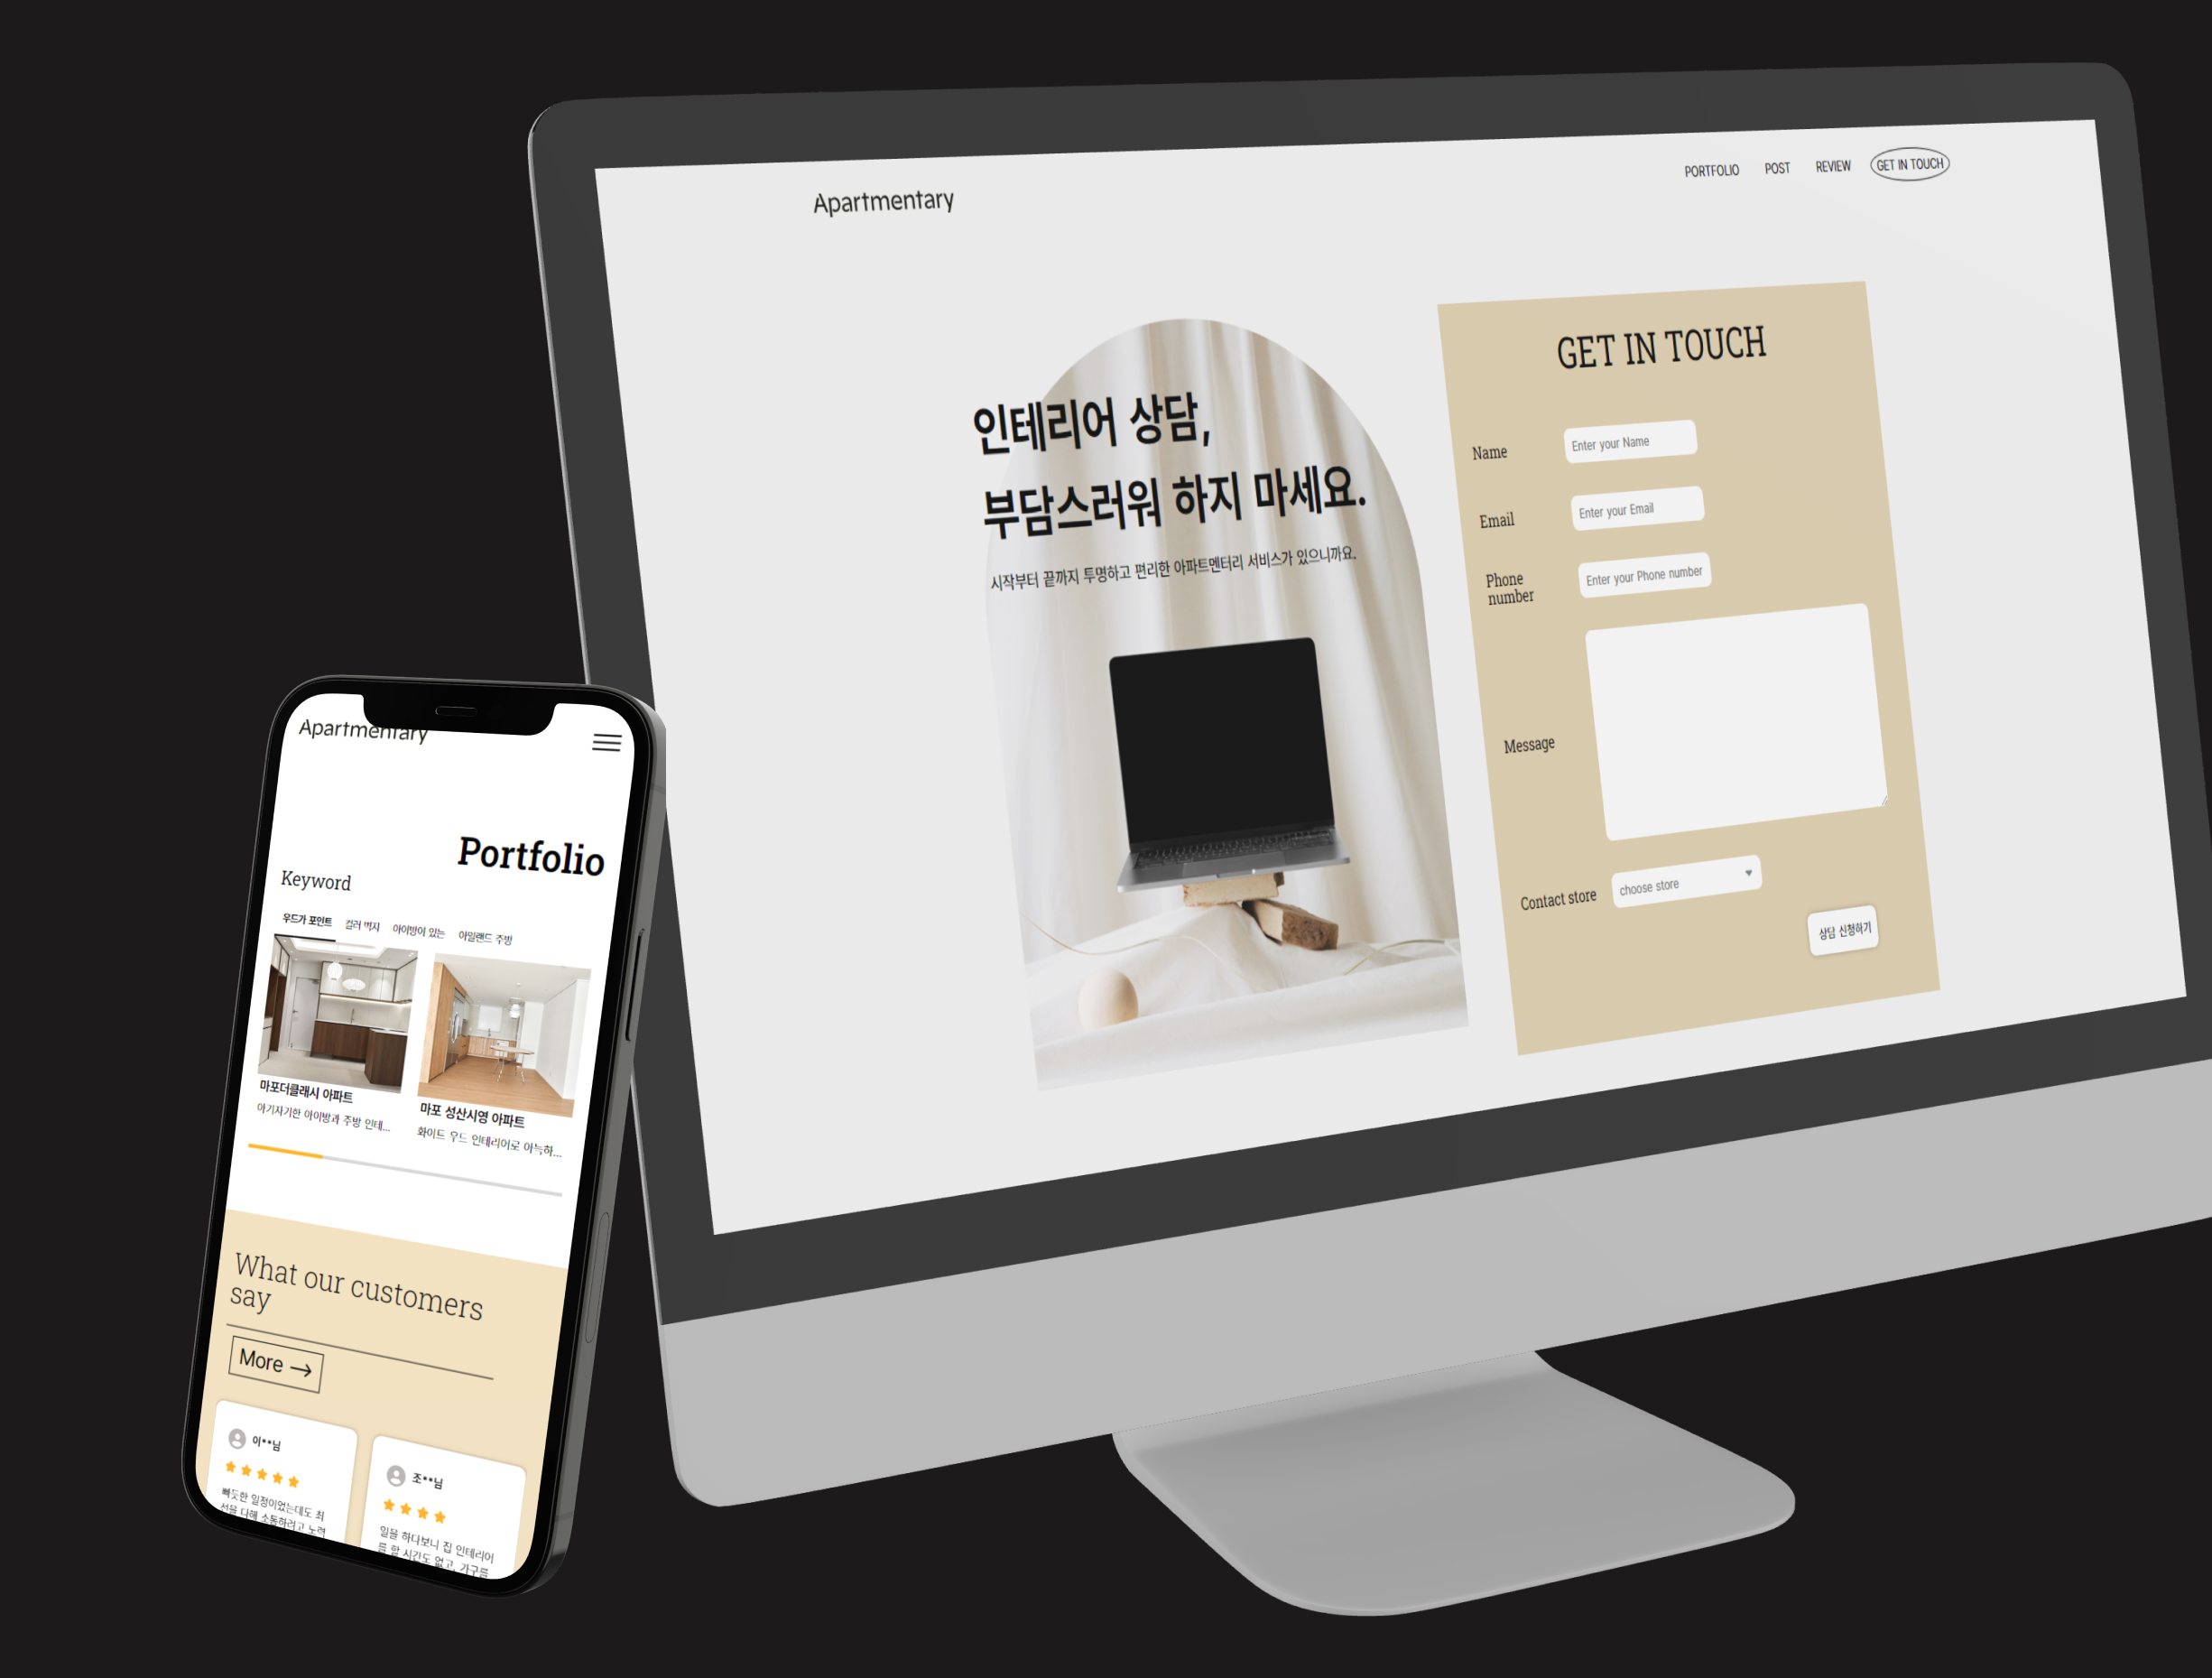 Apartmentary
PORTFOLIO
POST
REVIEW
GET IN TOUCH
인테리어 상담,
부담스러워 하지 마세요.
시작부터 끝까지 투명하고 편리한 아파트멘터리 서비스가 있으니까요.
GET IN TOUCH
Name
Enter your Name
Email
Enter your Email
Phone
number
Enter your Phone number
Message
Contact store
choose store
상담 신청하기
Apartmentary
Portfolio
Keyword
우드가 포인트
컬러 벽지
아이방이 있는
아일랜드 주방
마포더클래시 아파트
아기자기한 아이방과 주방 인테...
마포 성산시영 아파트
화이트 우드 인테리어로 아늑하...
What our customers
say
More →
이**님
빠듯한 일정이었는데도 최
선을 다해 소통하려고 노력
조**님
일을 하다보니 집 인테리어
를 할 시간도 없고, 가구를